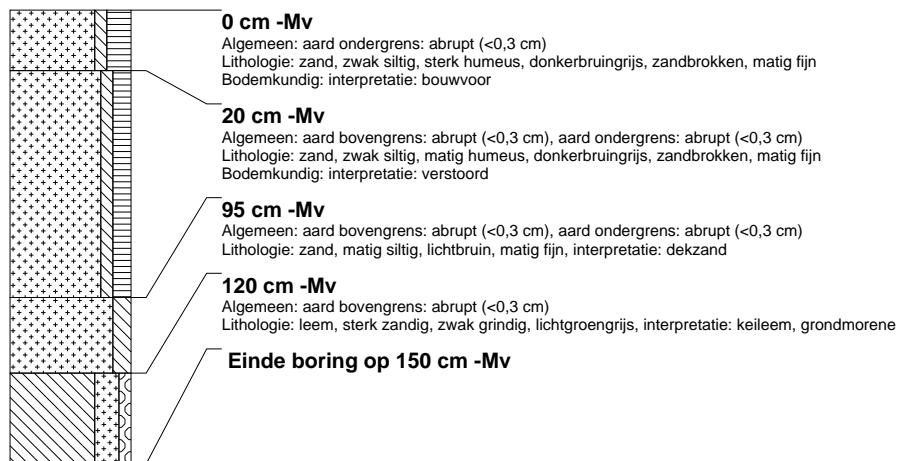 0 cm -Mv
Algemeen: aard ondergrens: abrupt (<0,3 cm)
Lithologie: zand, zwak siltig, sterk humeus, donkerbruingrijs, zandbrokken, matig fijn
Bodemkundig: interpretatie: bouwvoor
20 cm -Mv
Algemeen: aard bovengrens: abrupt (<0,3 cm), aard ondergrens: abrupt (<0,3 cm)
Lithologie: zand, zwak siltig, matig humeus, donkerbruingrijs, zandbrokken, matig fijn
Bodemkundig: interpretatie: verstoord
95 cm -Mv
Algemeen: aard bovengrens: abrupt (<0,3 cm), aard ondergrens: abrupt (<0,3 cm)
Lithologie: zand, matig siltig, lichtbruin, matig fijn, interpretatie: dekzand
120 cm -Mv
Algemeen: aard bovengrens: abrupt (<0,3 cm)
Lithologie: leem, sterk zandig, zwak grindig, lichtgroengrijs, interpretatie: keileem, grondmorene
Einde boring op 150 cm -Mv